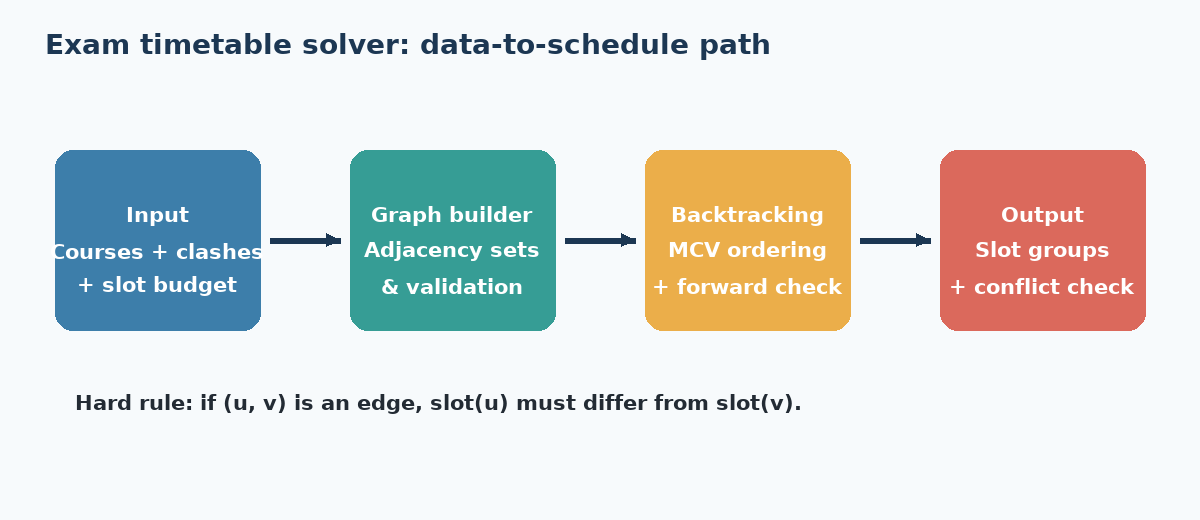 Exam timetable solver: data-to-schedule path
Input
Courses + clashes
+ slot budget
Graph builder
Adjacency sets
& validation
Backtracking
MCV ordering
+ forward check
Output
Slot groups
+ conflict check
Hard rule: if (u, v) is an edge, slot(u) must differ from slot(v).